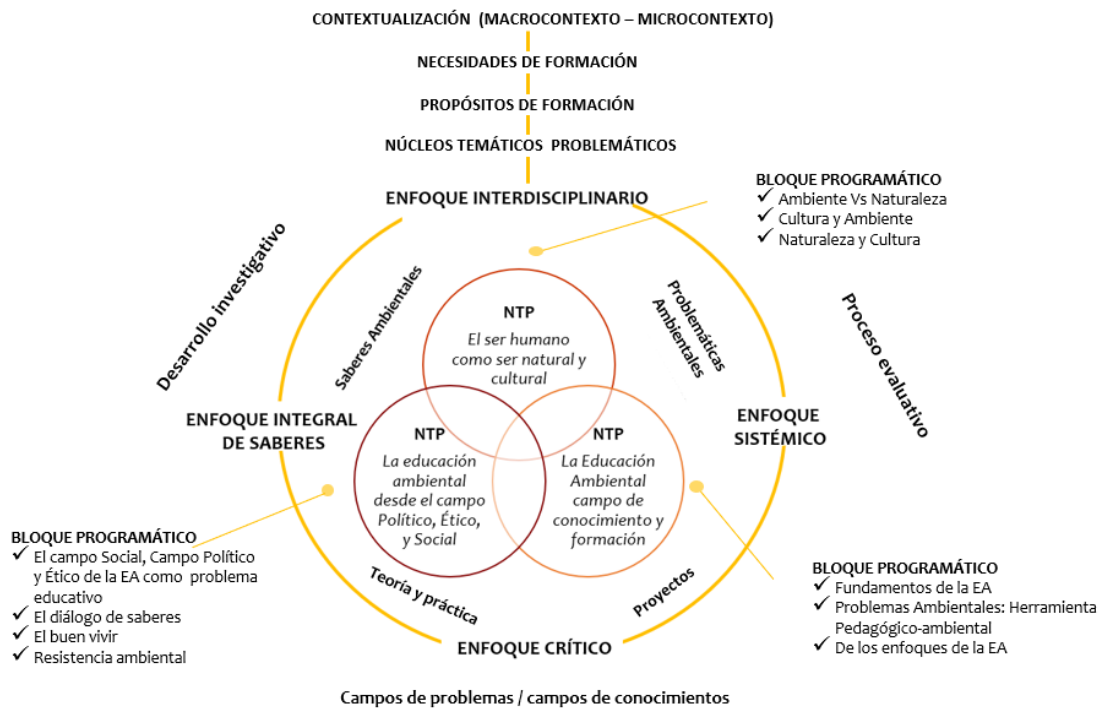 CONTEXTUALIZACIÓN (MACROCONTEXTO – MICROCONTEXTO)
NECESIDADES DE FORMACIÓN
PROPÓSITOS DE FORMACIÓN
NÚCLEOS TEMÁTICOS PROBLEMÁTICOS
ENFOQUE INTERDISCIPLINARIO
BLOQUE PROGRAMÁTICO
✓ Ambiente Vs Naturaleza
✓ Cultura y Ambiente
✓ Naturaleza y Cultura
Desarrollo investigativo
Saberes Ambientales
Problemáticas
Ambientales
Proceso evaluativo
NTP
El ser humano
como ser natural y
cultural
ENFOQUE INTEGRAL
DE SABERES
ENFOQUE
SISTÉMICO
NTP
La educación
ambiental
desde el campo
Político, Ético,
y Social
NTP
La Educación
Ambiental
campo de
conocimiento y
formación
BLOQUE PROGRAMÁTICO
✓ El campo Social, Campo Político
y Ético de la EA como problema
educativo
✓ El diálogo de saberes
✓ El buen vivir
✓ Resistencia ambiental
Teoría y práctica
Proyectos
BLOQUE PROGRAMÁTICO
✓ Fundamentos de la EA
✓ Problemas Ambientales: Herramienta
Pedagógico-ambiental
✓ De los enfoques de la EA
ENFOQUE CRÍTICO
Campos de problemas / campos de conocimientos